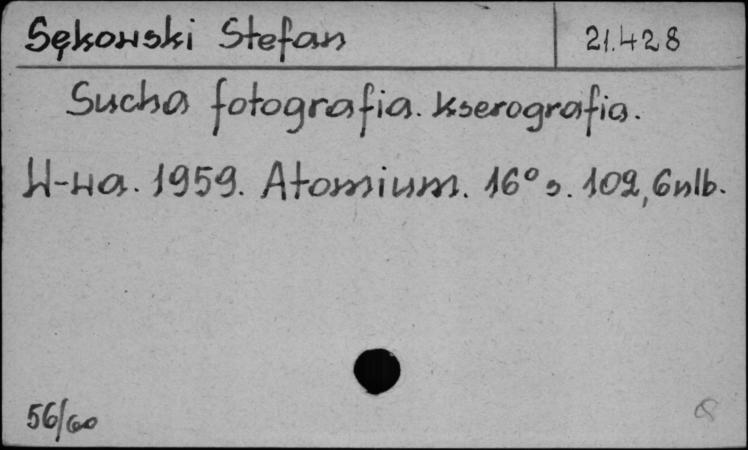 Sękowski Stefan 21.428
Sucha fotografia. Kserografia.
W-wa. 1959. Atomium. 16° s. 102, 6 nlb.
56/60